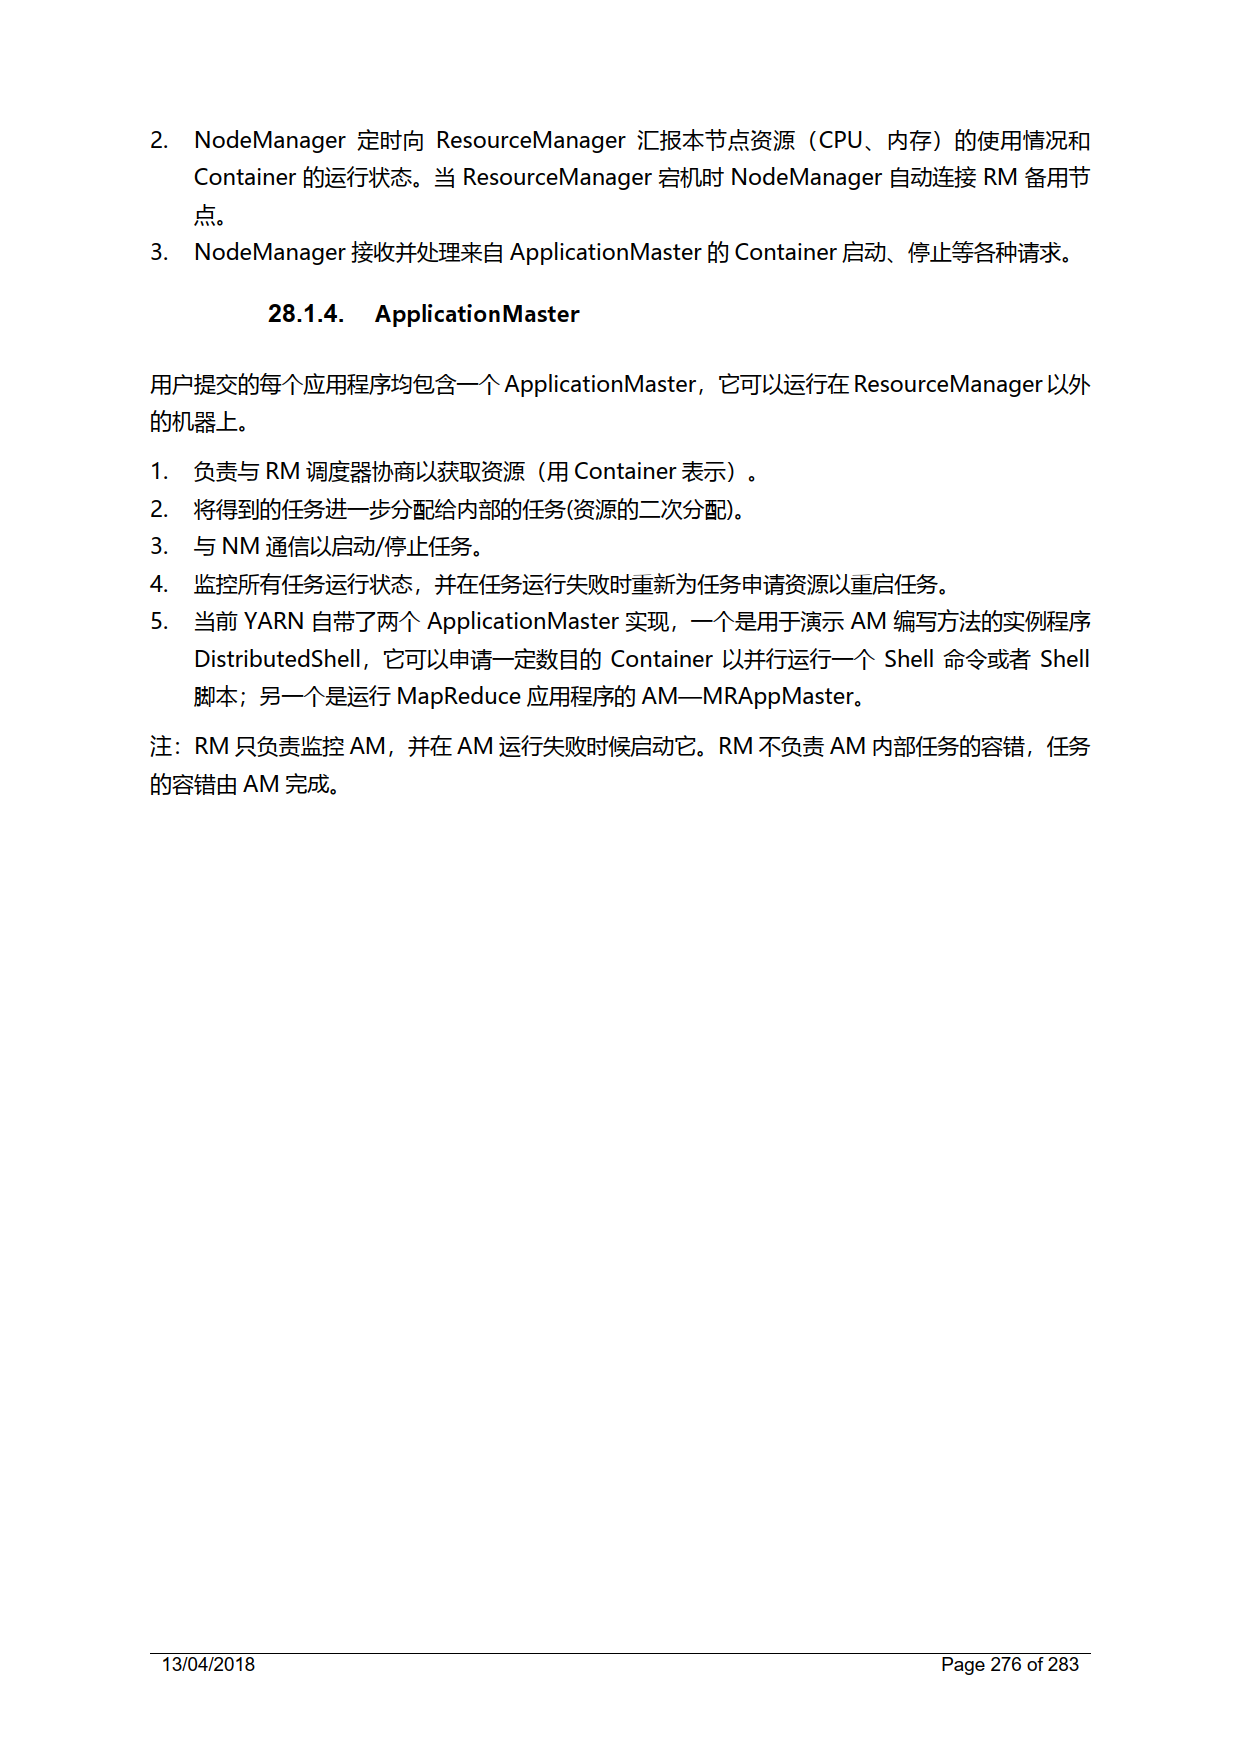 2. NodeManager 定时向 ResourceManager 汇报本节点资源（CPU、内存）的使用情况和
Container 的运行状态。当 ResourceManager 宕机时 NodeManager 自动连接 RM 备用节
点。
3. NodeManager 接收并处理来自 ApplicationMaster 的 Container 启动、停止等各种请求。
28.1.4. ApplicationMaster
用户提交的每个应用程序均包含一个 ApplicationMaster，它可以运行在 ResourceManager 以外
的机器上。
1. 负责与 RM 调度器协商以获取资源（用 Container 表示）。
2. 将得到的任务进一步分配给内部的任务(资源的二次分配)。
3. 与 NM 通信以启动/停止任务。
4. 监控所有任务运行状态，并在任务运行失败时重新为任务申请资源以重启任务。
5. 当前 YARN 自带了两个 ApplicationMaster 实现，一个是用于演示 AM 编写方法的实例程序
DistributedShell，它可以申请一定数目的 Container 以并行运行一个 Shell 命令或者 Shell
脚本；另一个是运行 MapReduce 应用程序的 AM—MRAppMaster。
注：RM 只负责监控 AM，并在 AM 运行失败时候启动它。RM 不负责 AM 内部任务的容错，任务
的容错由 AM 完成。
13/04/2018 Page 276 of 283